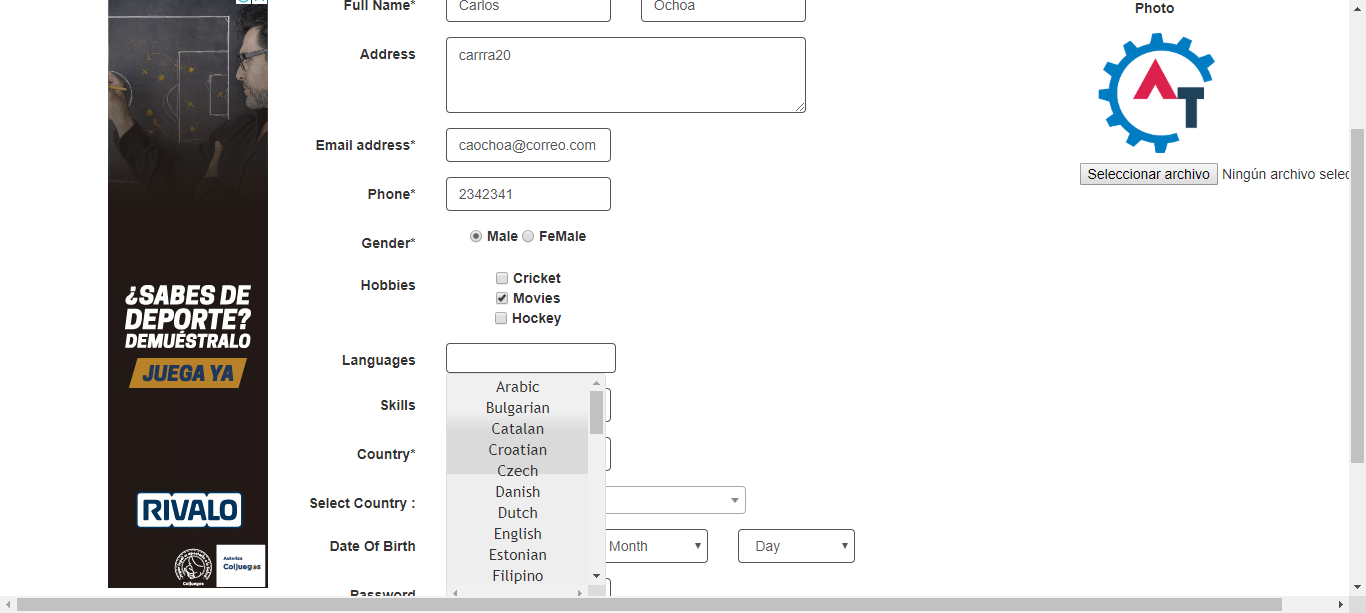 Full Name* Carlos Ochoa
Photo
Address carrra20
Email address* caochoa@correo.com
Seleccionar archivo Ningún archivo selec
Phone* 2342341
Gender* Male FeMale
Hobbies Cricket
Movies
Hockey
Languages
Arabic
Skills
Bulgarian
Catalan
Country* Croatian
Czech
Danish
Select Country :
Dutch
English
Date Of Birth Month Day
Estonian
Filipino
Password
¿SABES DE
DEPORTE?
DEMUÉSTRALO
JUEGA YA
RIVALO
Autoriza
Coljuegos
Coljuegos
AT